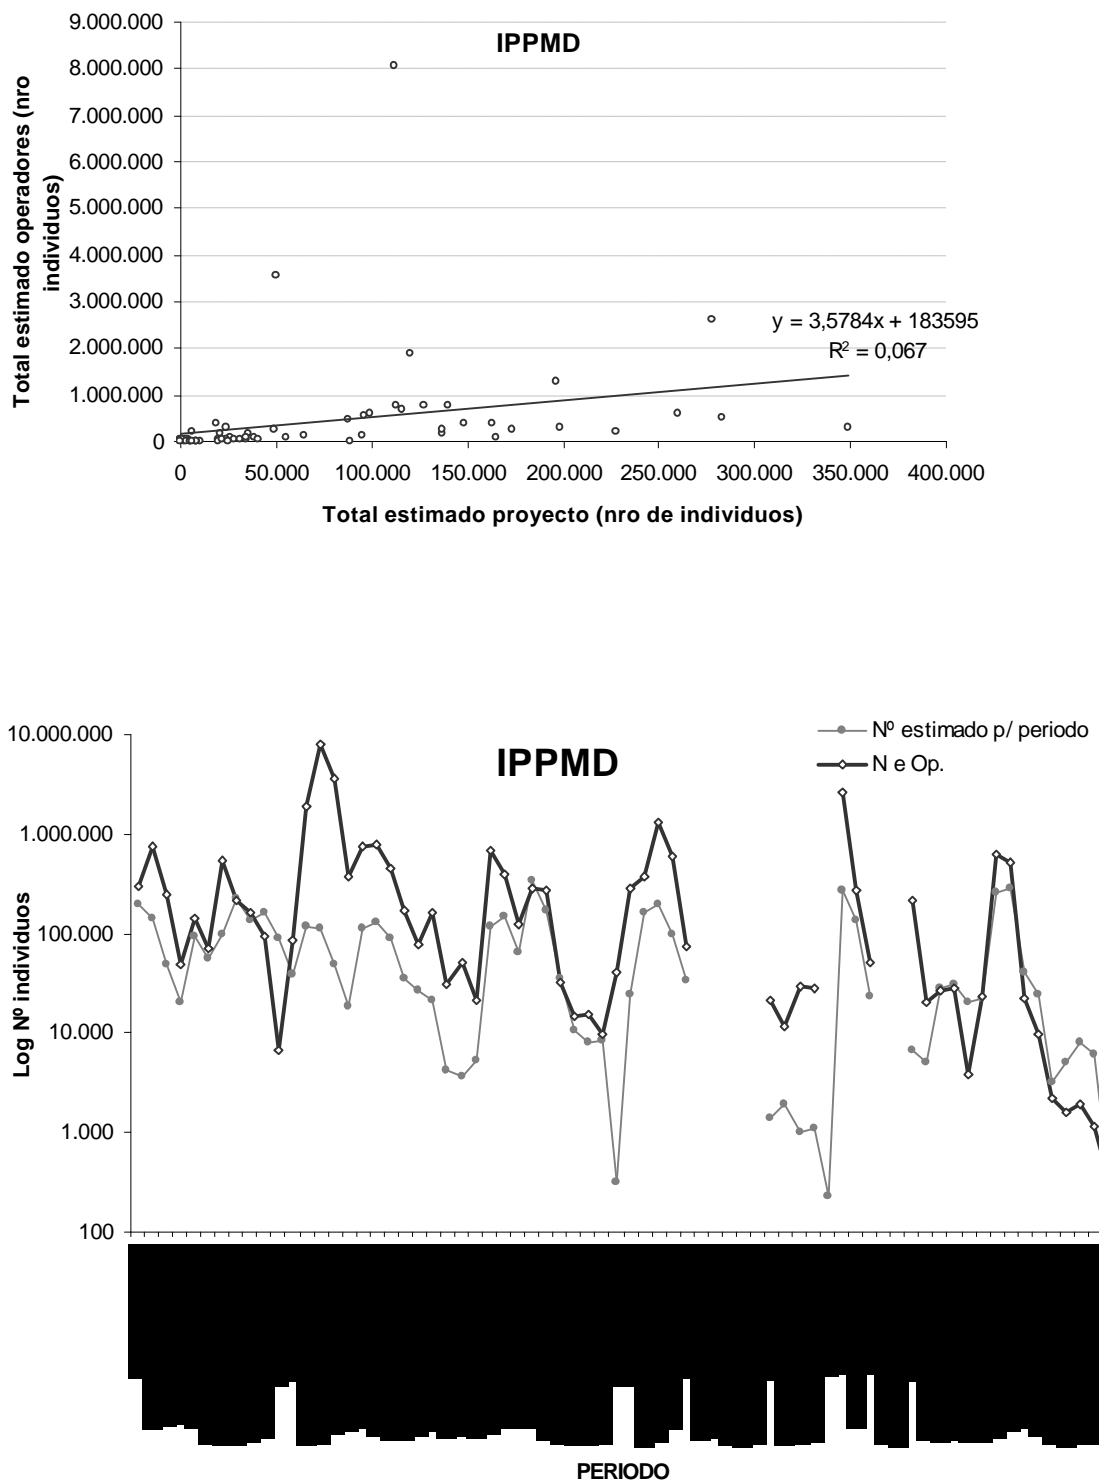 IPPMD
Total estimado operadores (nro
individuos)
9.000.000
8.000.000
7.000.000
6.000.000
5.000.000
4.000.000
3.000.000
2.000.000
1.000.000
0
y = 3,5784x + 183595
R² = 0,067
0 50.000 100.000 150.000 200.000 250.000 300.000 350.000 400.000
Total estimado proyecto (nro de individuos)
IPPMD
Nº estimado p/ periodo
N e Op.
Log Nº individuos
10.000.000
1.000.000
100.000
10.000
1.000
100
PERIODO